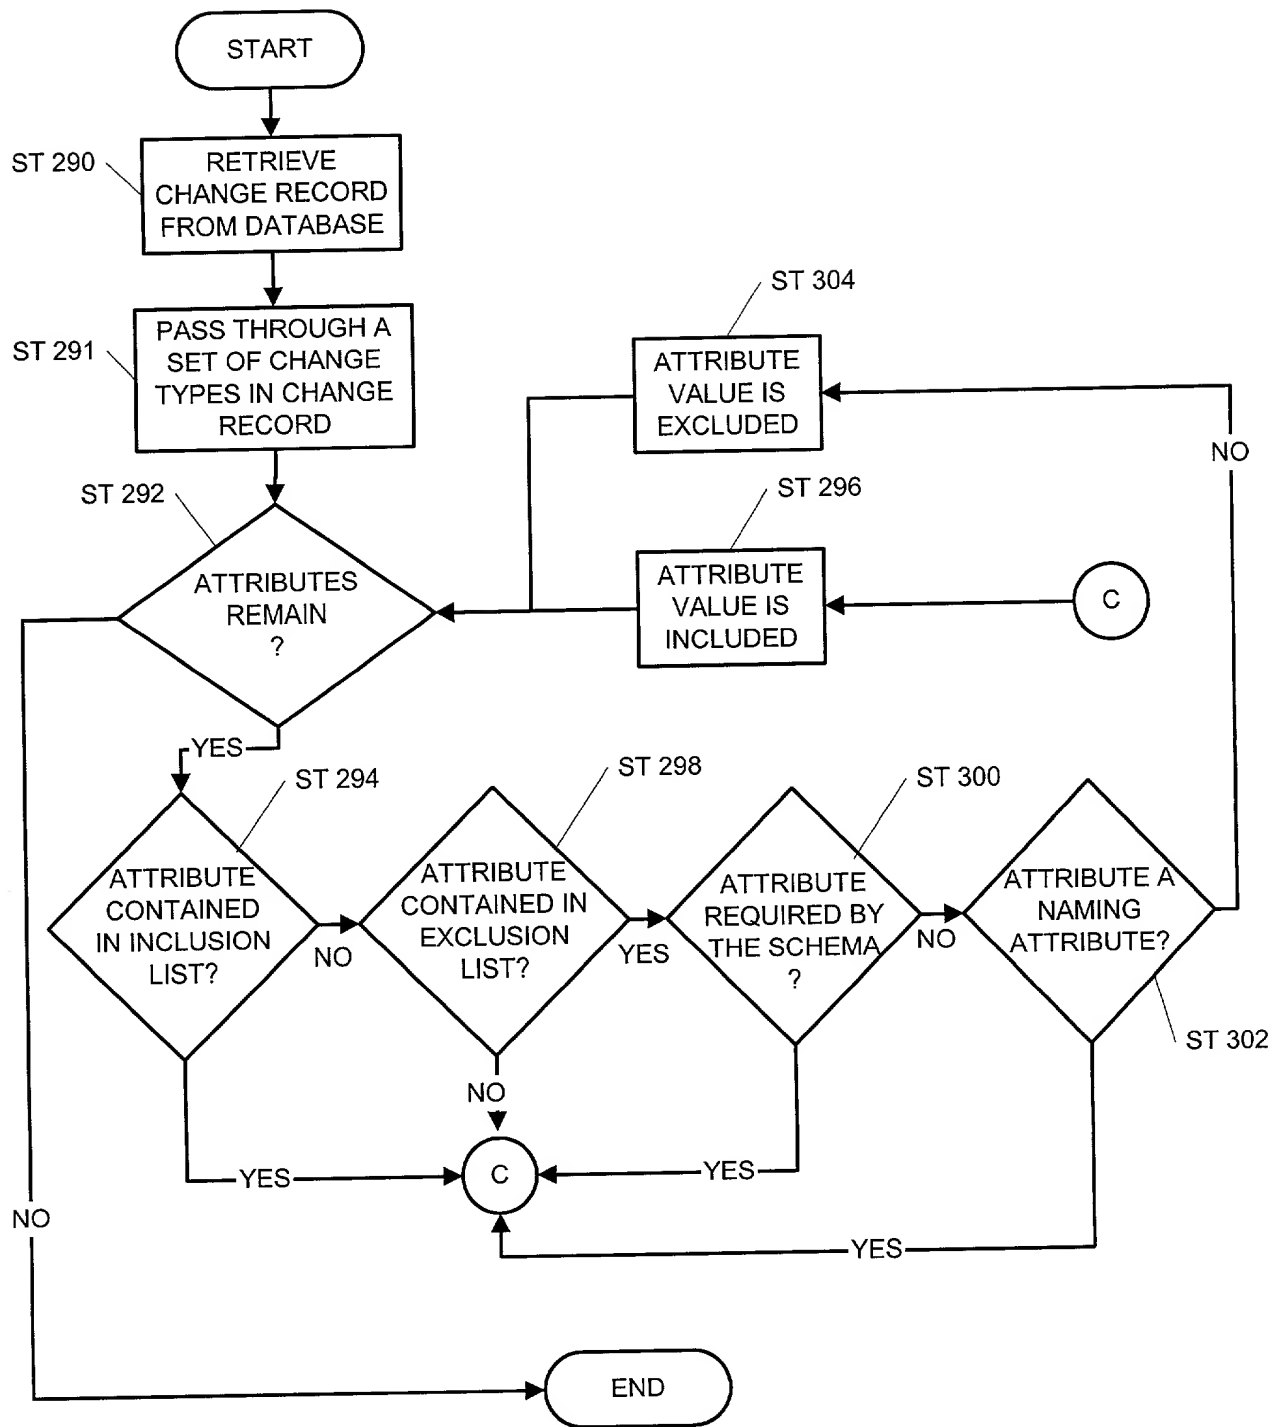 START
ST 290
RETRIEVE
CHANGE RECORD
FROM DATABASE
ST 291
PASS THROUGH A
SET OF CHANGE
TYPES IN CHANGE
RECORD
ST 304
ATTRIBUTE
VALUE IS
EXCLUDED
NO
ST 292
ATTRIBUTES
REMAIN
?
ST 296
ATTRIBUTE
VALUE IS
INCLUDED
C
YES
ST 294
ATTRIBUTE
CONTAINED
IN INCLUSION
LIST?
NO
ST 298
ATTRIBUTE
CONTAINED IN
EXCLUSION
LIST?
YES
ST 300
ATTRIBUTE
REQUIRED BY
THE SCHEMA
?
NO
ATTRIBUTE A
NAMING
ATTRIBUTE?
ST 302
NO
YES
C
YES
NO
YES
END